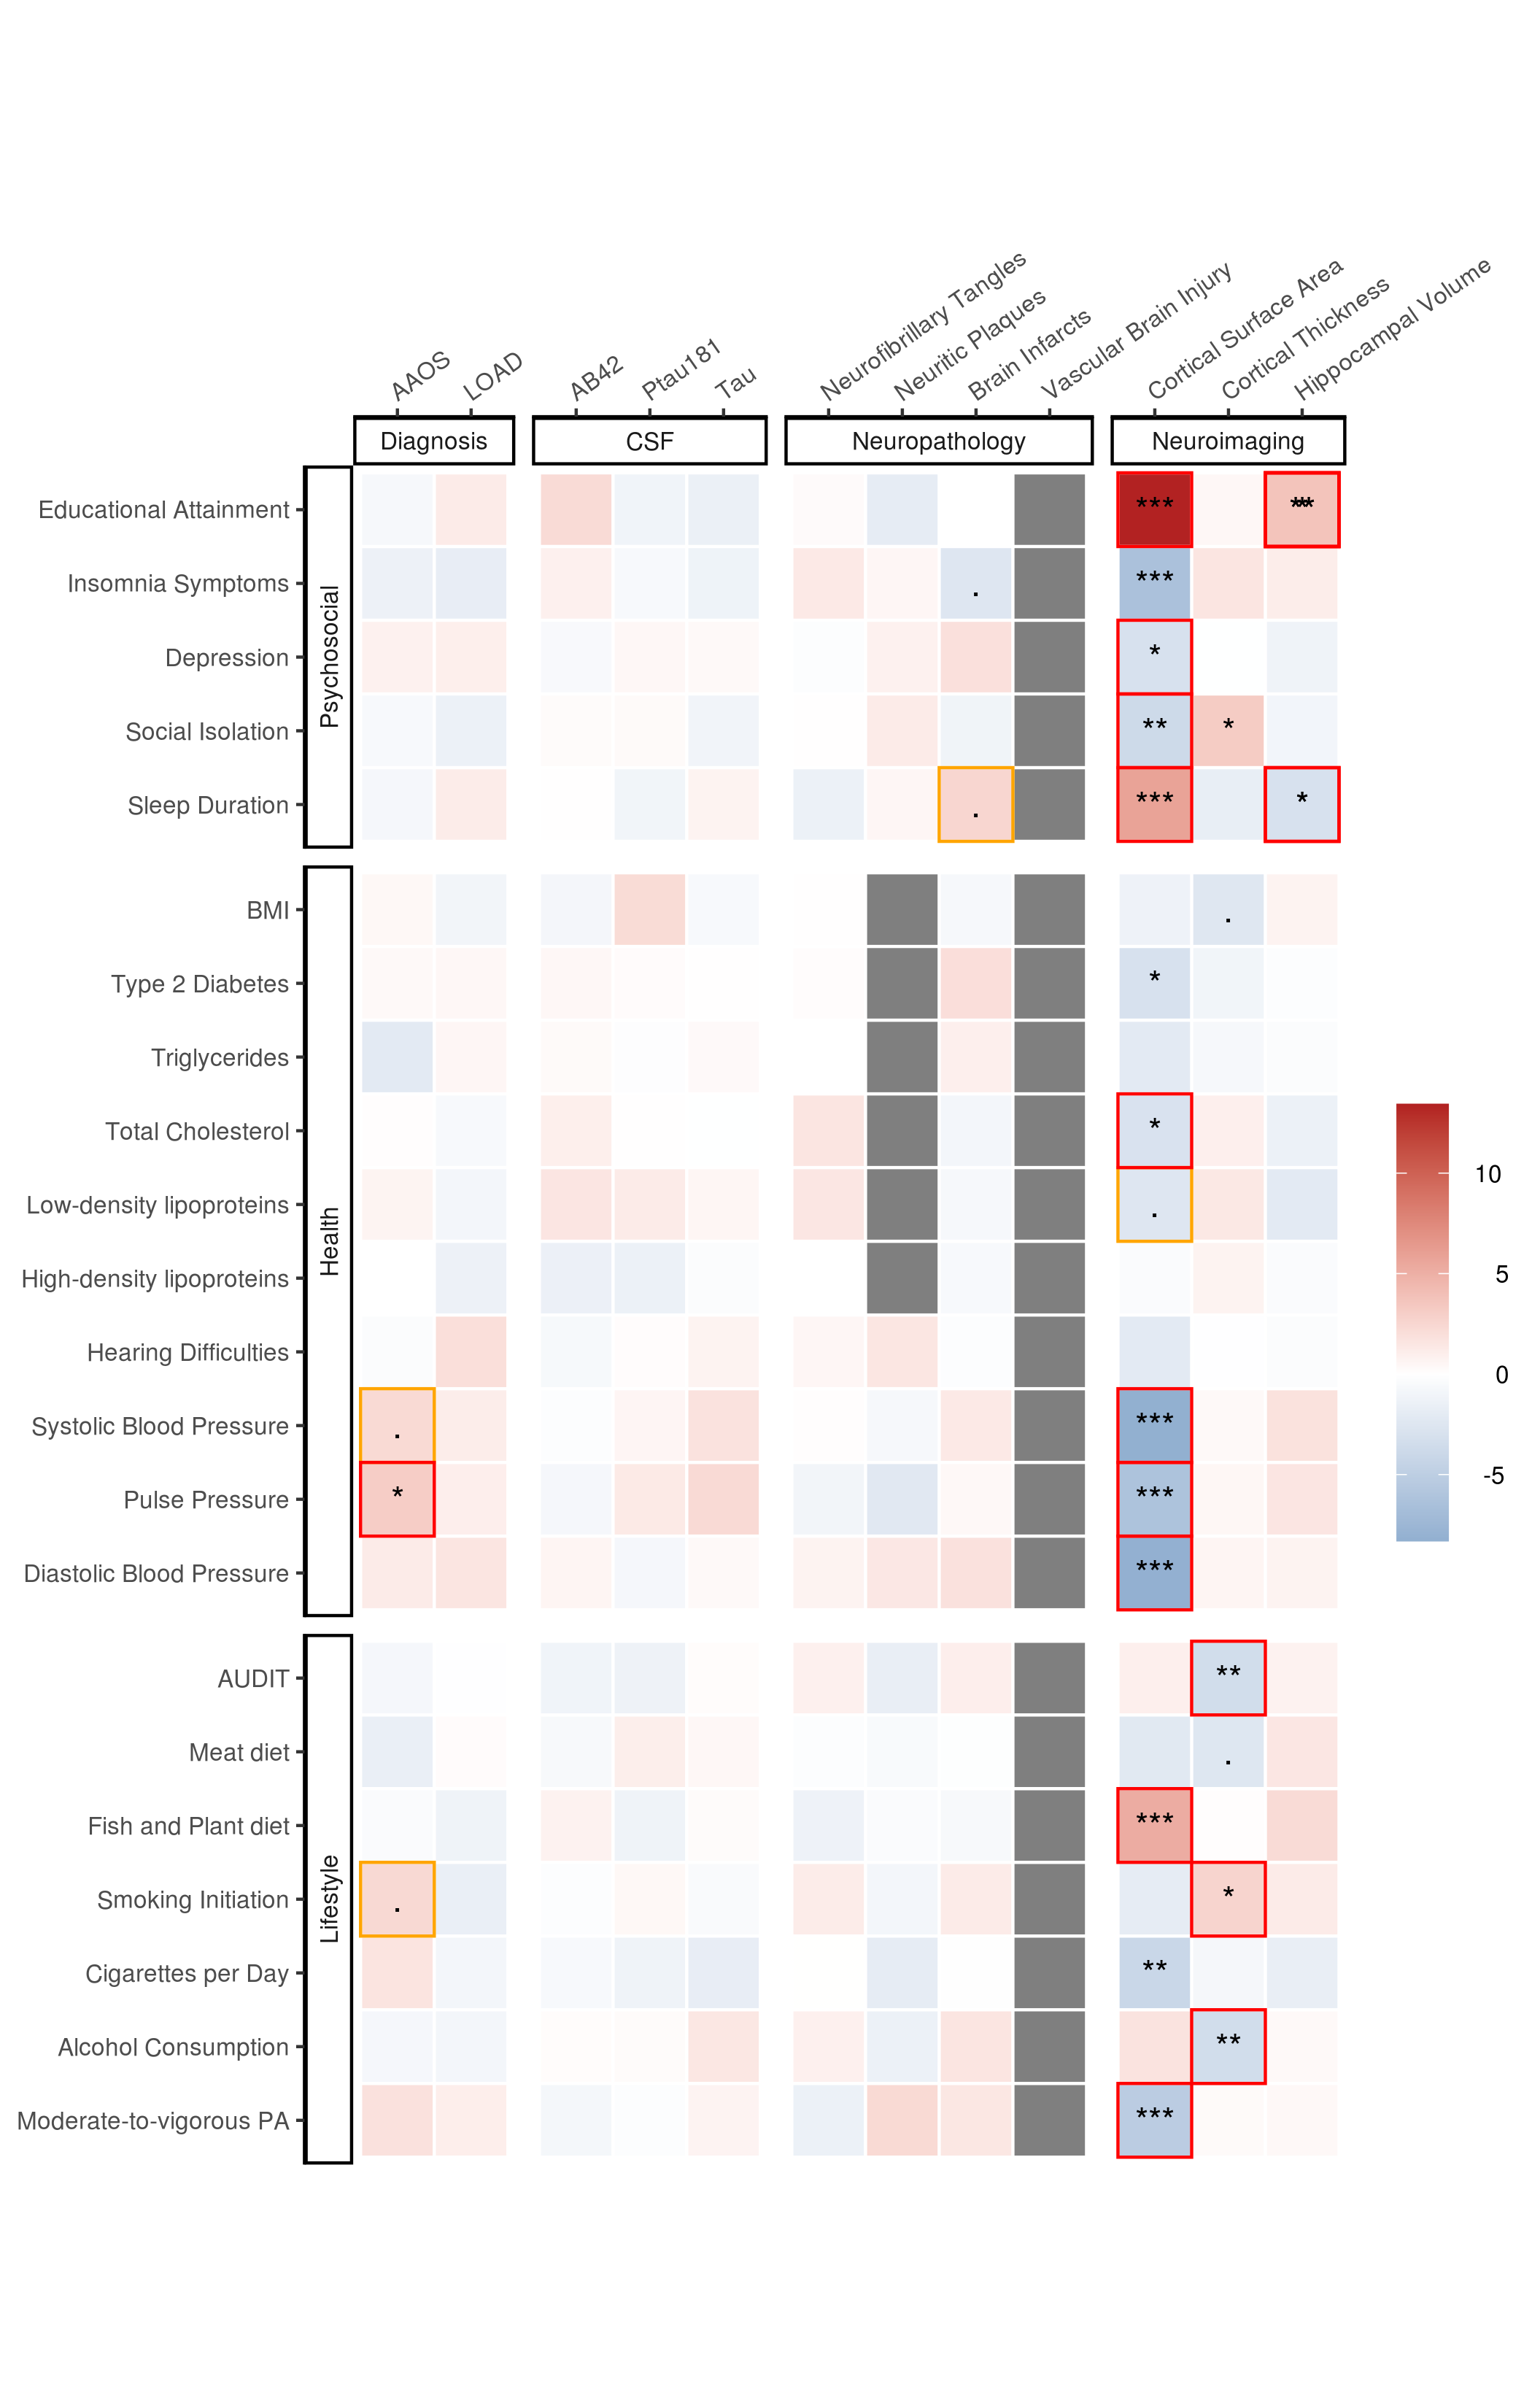 AAOS
LOAD
AB42
Ptau181
Tau
Neurofibrillary Tangles
Neuritic Plaques
Brain Infarcts
Vascular Brain Injury
Cortical Surface Area
Cortical Thickness
Hippocampal Volume
Diagnosis
CSF
Neuropathology
Neuroimaging
Psychosocial
Educational Attainment
***
Insomnia Symptoms
.
***
Depression
*
Social Isolation
**
*
Sleep Duration
.
***
*
Health
BMI
.
Type 2 Diabetes
*
Triglycerides
Total Cholesterol
*
Low-density lipoproteins
.
High-density lipoproteins
Hearing Difficulties
Systolic Blood Pressure
.
***
Pulse Pressure
*
***
Diastolic Blood Pressure
***
Lifestyle
AUDIT
**
Meat diet
.
Fish and Plant diet
***
Smoking Initiation
.
*
Cigarettes per Day
**
Alcohol Consumption
**
Moderate-to-vigorous PA
***
10
5
0
-5